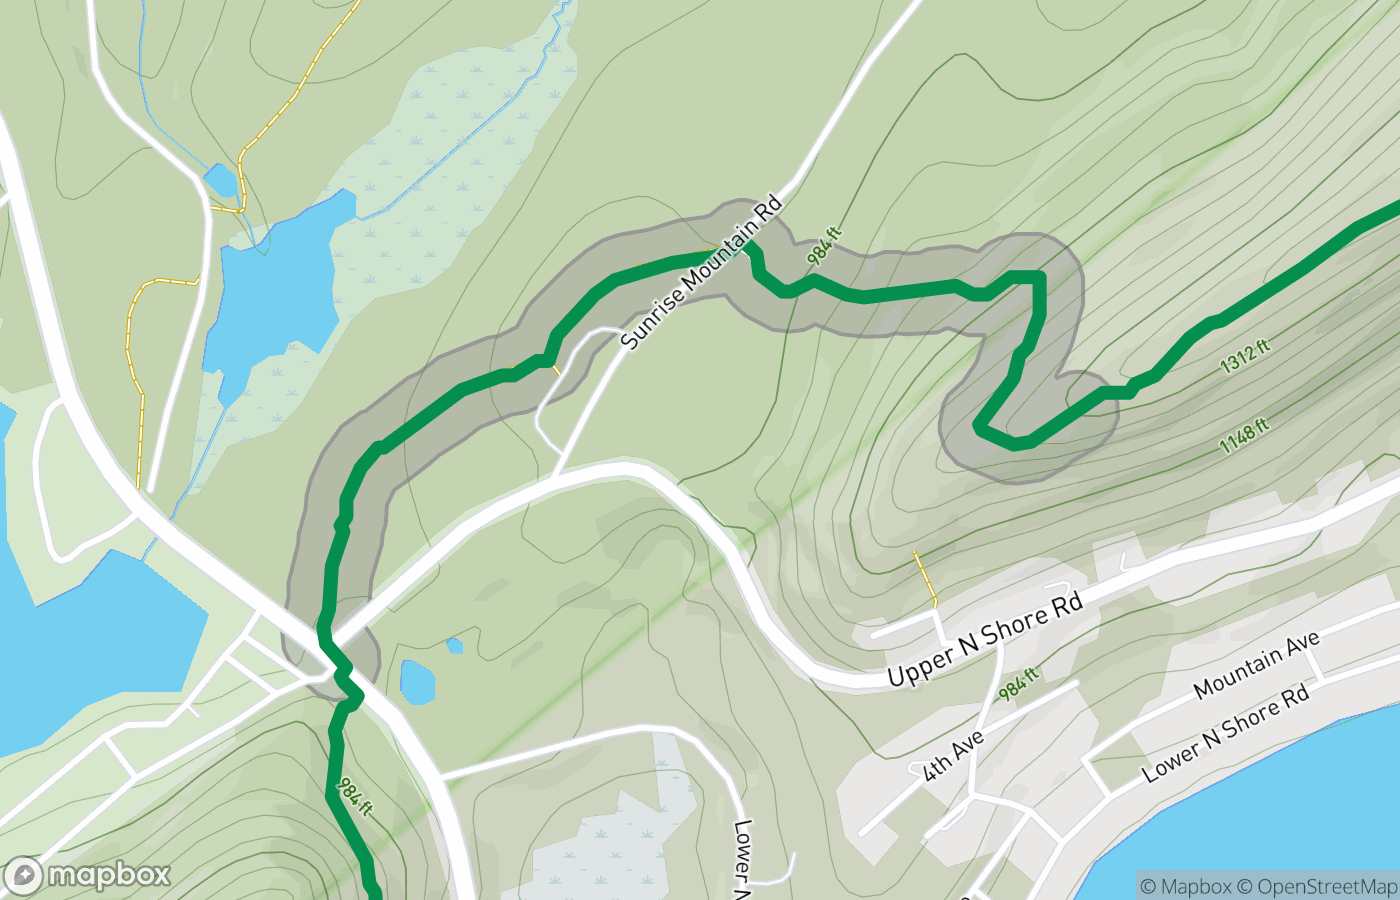 Sunrise Mountain Rd
984 ft
1312 ft
1148 ft
Upper N Shore Rd
984 ft
Mountain Ave
Lower N Shore Rd
4th Ave
984 ft
Lower N
mapbox
© Mapbox © OpenStreetMap